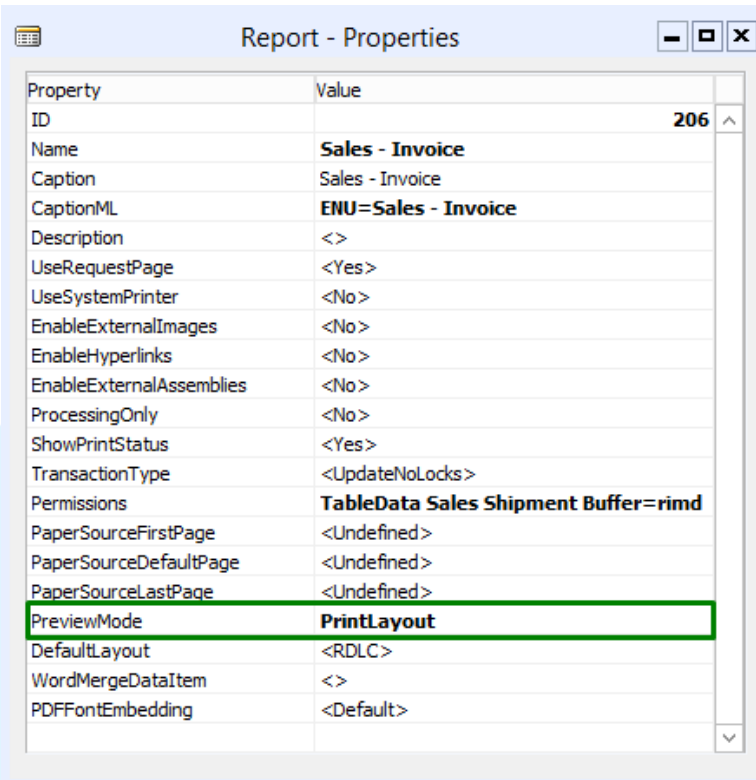 Report - Properties
Property Value
ID 206
Name Sales - Invoice
Caption Sales - Invoice
CaptionML ENU=Sales - Invoice
Description <>
UseRequestPage <Yes>
UseSystemPrinter <No>
EnableExternalImages <No>
EnableHyperlinks <No>
EnableExternalAssemblies <No>
ProcessingOnly <No>
ShowPrintStatus <Yes>
TransactionType <UpdateNoLocks>
Permissions TableData Sales Shipment Buffer=rimd
PaperSourceFirstPage <Undefined>
PaperSourceDefaultPage <Undefined>
PaperSourceLastPage <Undefined>
PreviewMode PrintLayout
DefaultLayout <RDLC>
WordMergeDataItem <>
PDFFontEmbedding <Default>